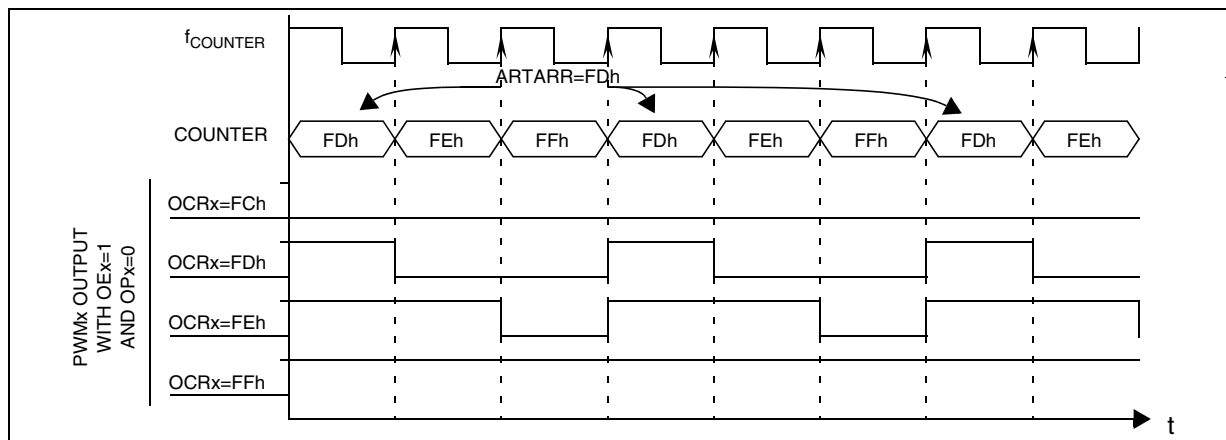 fCOUNTER
ARTARR=FDh
COUNTER
FDh FEh FFh FDh FEh FFh FDh FEh
PWMx OUTPUT
WITH OEx=1
AND OPx=0
OCRx=FCh
OCRx=FDh
OCRx=FEh
OCRx=FFh
t